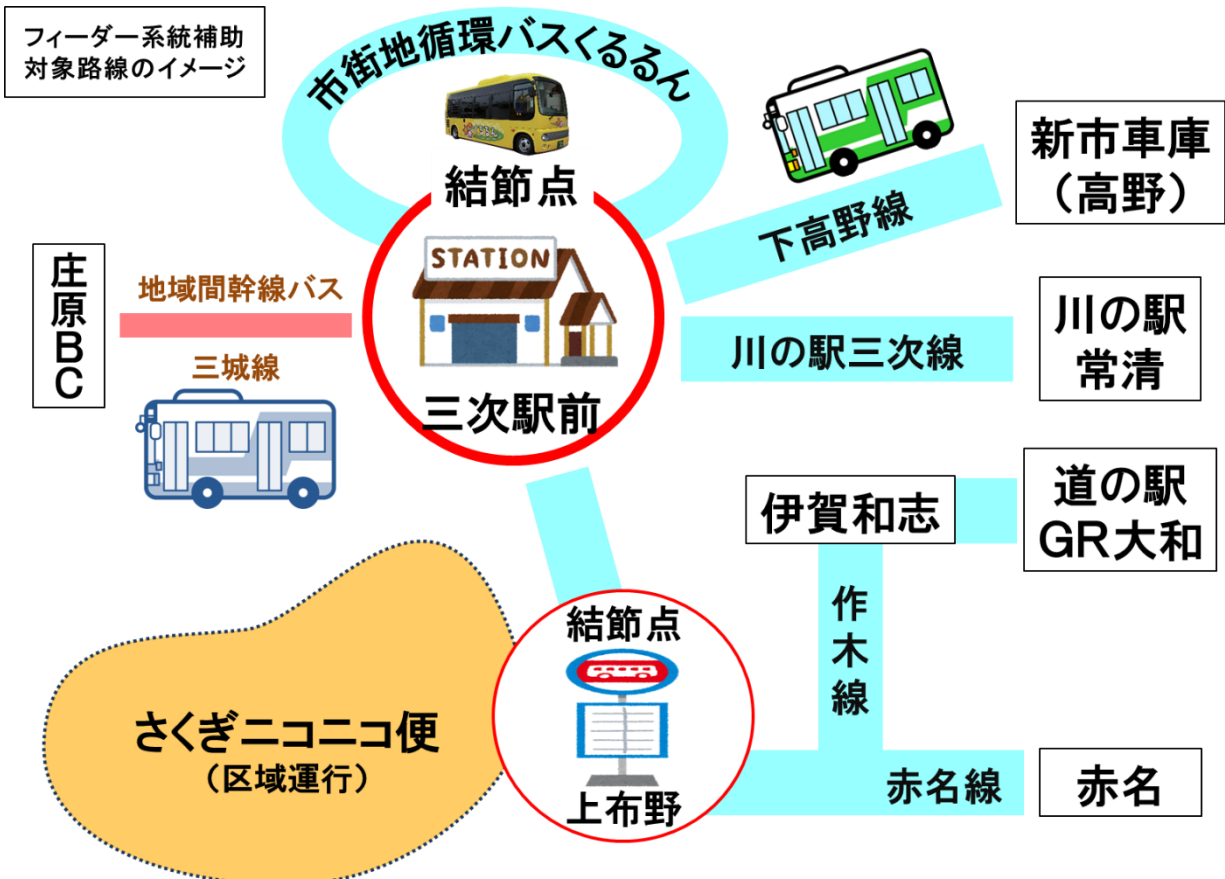 フィーダー系統補助
対象路線のイメージ
市街地循環バスくるるん
結節点
STATION
三次駅前
庄原BC
地域間幹線バス
三城線
下高野線
新市車庫
（高野）
川の駅三次線
川の駅
常清
伊賀和志
道の駅
GR大和
作木線
結節点
上布野
さくぎニコニコ便
（区域運行）
赤名線
赤名